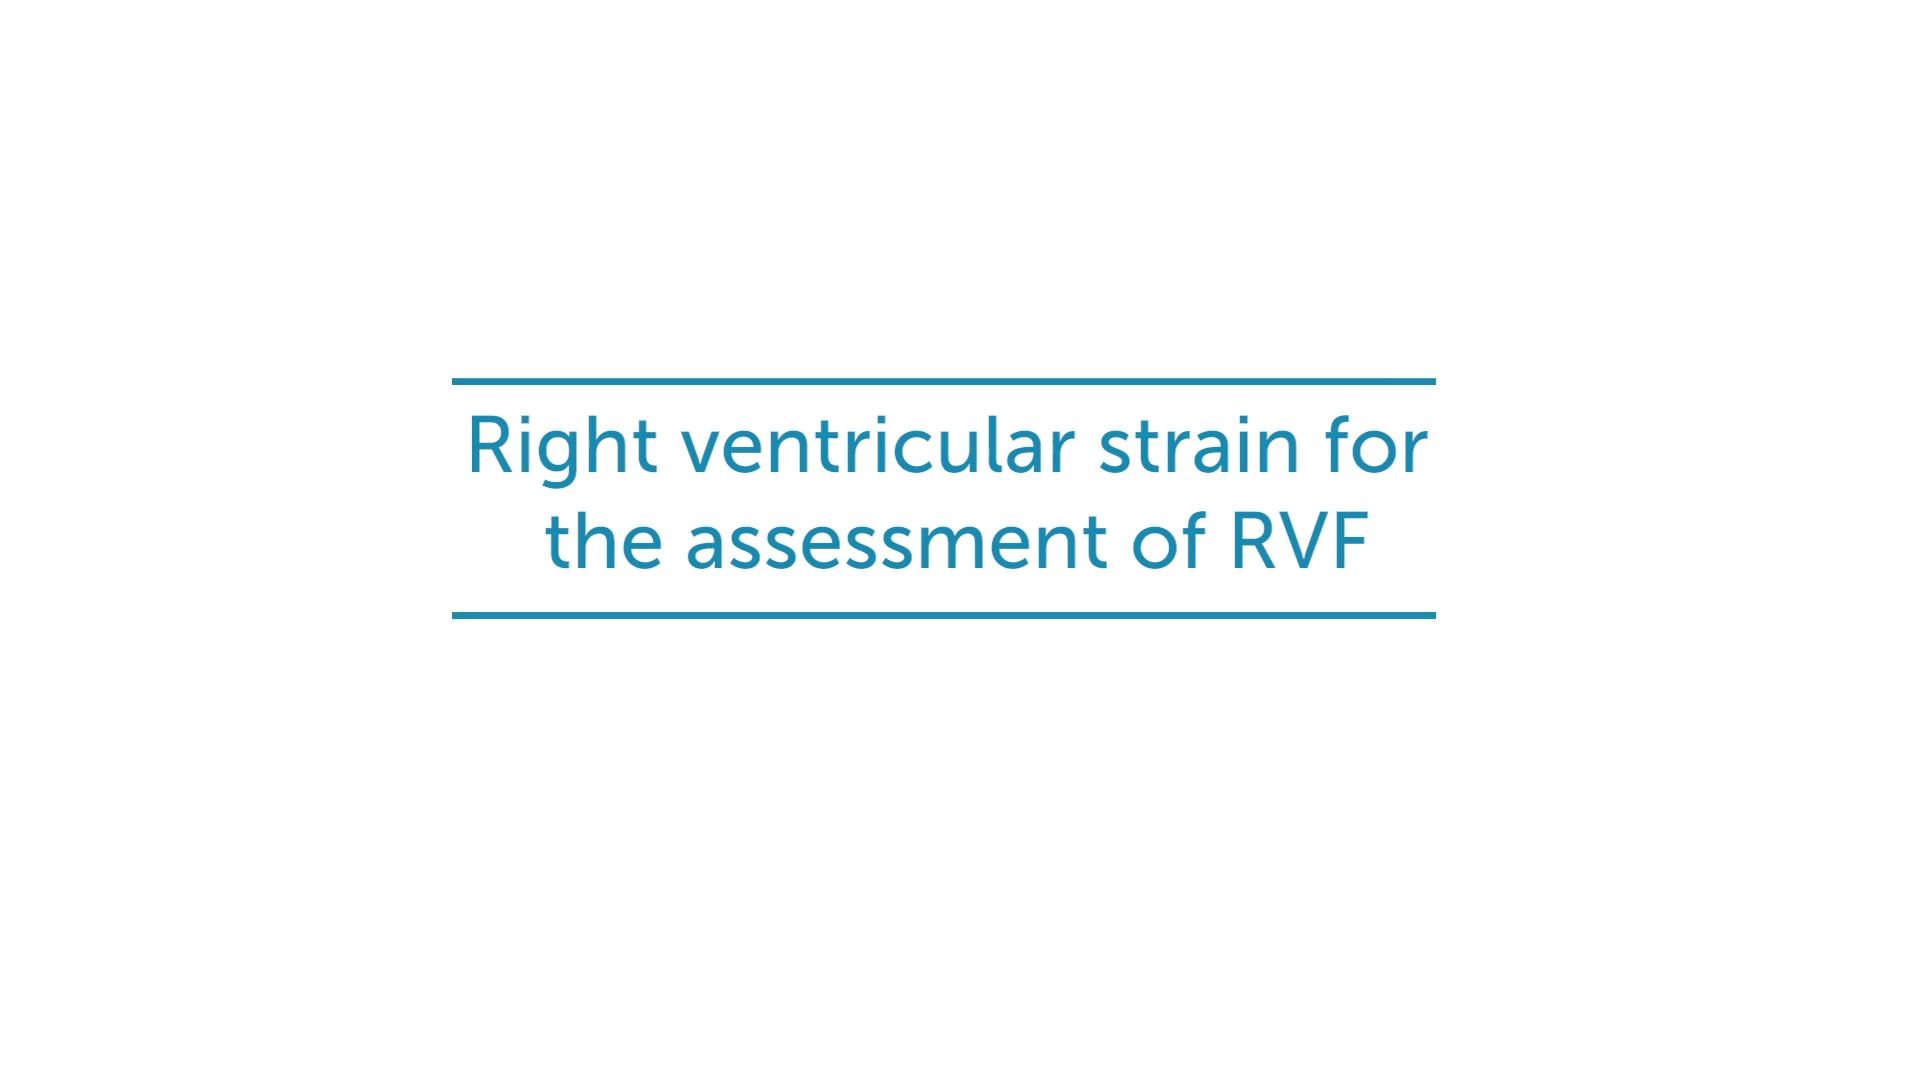 Right ventricular strain for
the assessment of RVF